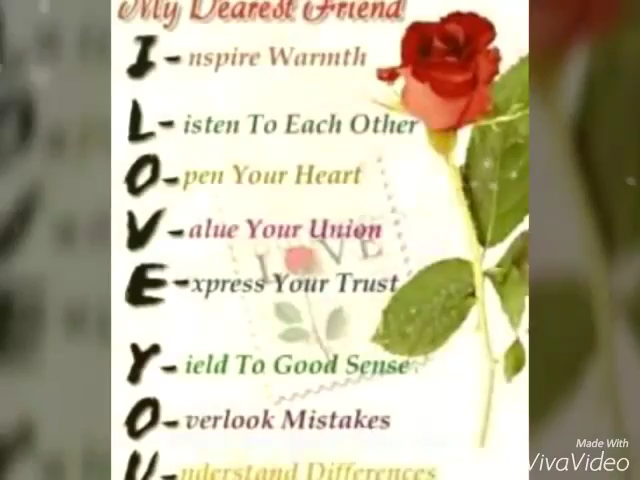 My Dearest Friend
I - nspire Warmth
L - isten To Each Other
O - pen Your Heart
V - alue Your Union
E - xpress Your Trust
LOVE
Y - ield To Good Sense
O - verlook Mistakes
U - nderstand Differences
Made With
VivaVideo